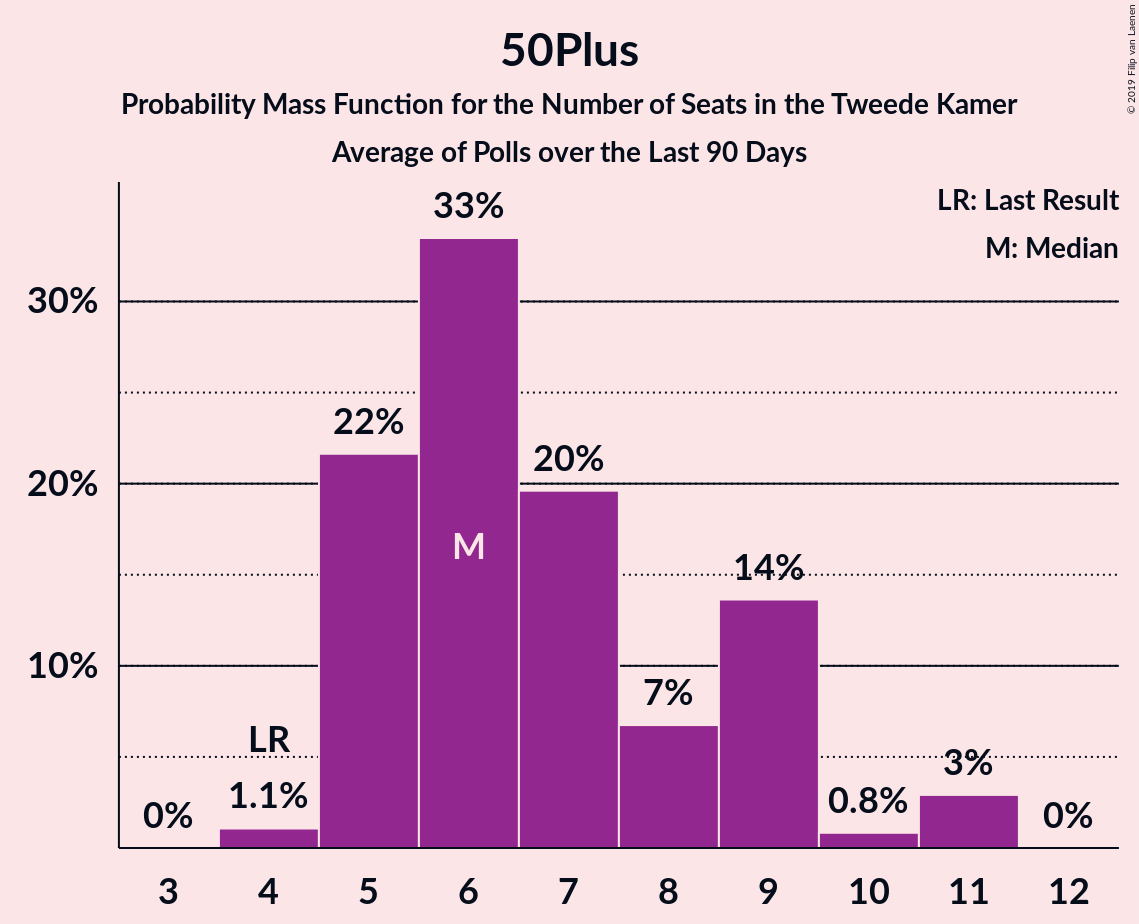 50Plus
Probability Mass Function for the Number of Seats in the Tweede Kamer
Average of Polls over the Last 90 Days
© 2019 Filip van Laenen
LR: Last Result
M: Median
33%
30%
22%
20%
20%
M
14%
10%
7%
LR
3%
1.1%
0.8%
0%
0%
3 4 5 6 7 8 9 10 11 12